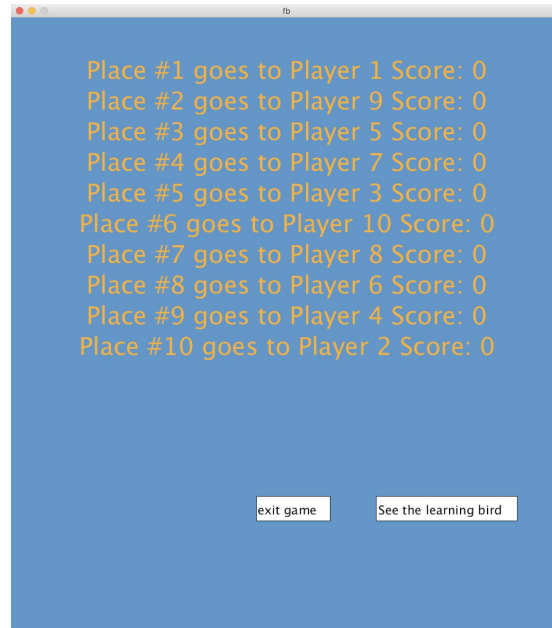 fb
Place #1 goes to Player 1 Score: 0
Place #2 goes to Player 9 Score: 0
Place #3 goes to Player 5 Score: 0
Place #4 goes to Player 7 Score: 0
Place #5 goes to Player 3 Score: 0
Place #6 goes to Player 10 Score: 0
Place #7 goes to Player 8 Score: 0
Place #8 goes to Player 6 Score: 0
Place #9 goes to Player 4 Score: 0
Place #10 goes to Player 2 Score: 0
exit game See the learning bird